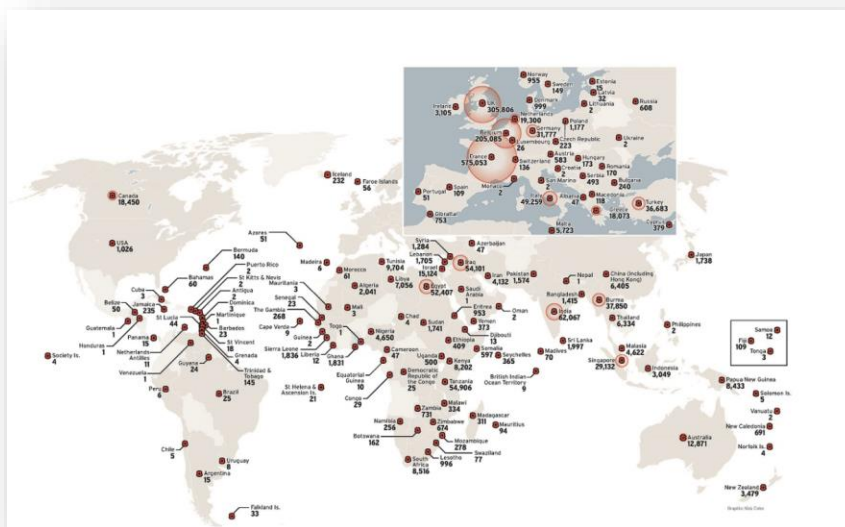 Norway
955
Sweden
149
Estonia
15
Latvia
32
Lithuania
2
Russia
608
Ireland
3,105
UK
305,806
Denmark
999
Netherlands
19,300
Belgium
205,085
Germany
31,777
Poland
1,177
Luxembourg
26
Czech Republic
223
Ukraine
2
France
575,053
Switzerland
136
Austria
583
Hungary
173
Croatia
2
Romania
170
Monaco
2
San Marino
2
Serbia
493
Bulgaria
240
Portugal
51
Spain
109
Italy
49,259
Albania
47
Macedonia
118
Turkey
36,683
Gibraltar
753
Greece
18,073
Malta
5,723
Cyprus
379
Iceland
232
Faroe Islands
56
Canada
18,450
USA
1,026
Azores
51
Bermuda
140
Puerto Rico
2
St Kitts & Nevis
2
Antigua
2
Dominica
3
Martinique
1
Barbados
23
St Vincent
18
Grenada
4
Trinidad &
Tobago
145
Bahamas
60
Cuba
3
Jamaica
235
St Lucia
44
Belize
50
Guatemala
1
Honduras
1
Panama
15
Netherlands
Antilles
11
Venezuela
1
Guyana
24
Society Is.
4
Peru
6
Brazil
25
Chile
5
Uruguay
8
Argentina
15
Falkland Is.
33
Madeira
6
Morocco
61
Tunisia
9,704
Algeria
2,041
Libya
7,056
Mauritania
3
Senegal
23
The Gambia
268
Cape Verde
9
Guinea
2
Sierra Leone
1,836
Liberia
12
Mali
3
Togo
1
Ghana
1,831
Nigeria
4,650
Cameroon
47
Equatorial
Guinea
10
Congo
29
St Helena &
Ascension Is.
21
Syria
1,284
Lebanon
1,705
Israel
15,124
Azerbaijan
47
Iraq
54,101
Egypt
52,407
Iran
4,132
Saudi
Arabia
1
Chad
4
Sudan
1,741
Eritrea
953
Yemen
373
Oman
2
Djibouti
13
Ethiopia
409
Somalia
597
Uganda
500
Kenya
8,202
Democratic
Republic of
the Congo
25
Tanzania
54,906
Seychelles
365
Malawi
334
Zambia
731
Zimbabwe
674
Namibia
256
Botswana
162
Madagascar
311
Mauritius
94
Mozambique
278
Swaziland
77
Lesotho
996
South
Africa
8,516
Pakistan
1,574
Nepal
1
Bangladesh
1,415
India
62,067
China (including
Hong Kong)
6,405
Japan
1,738
Burma
37,850
Thailand
6,334
Philippines
2
Sri Lanka
1,997
Madives
70
British Indian
Ocean Territory
9
Malaysia
4,622
Singapore
29,132
Indonesia
3,049
Samoa
12
Fiji
109
Tonga
3
Papua New Guinea
8,433
Solomon Is.
5
Vanuatu
2
New Caledonia
691
Norfolk Is.
4
Australia
12,871
New Zealand
3,479